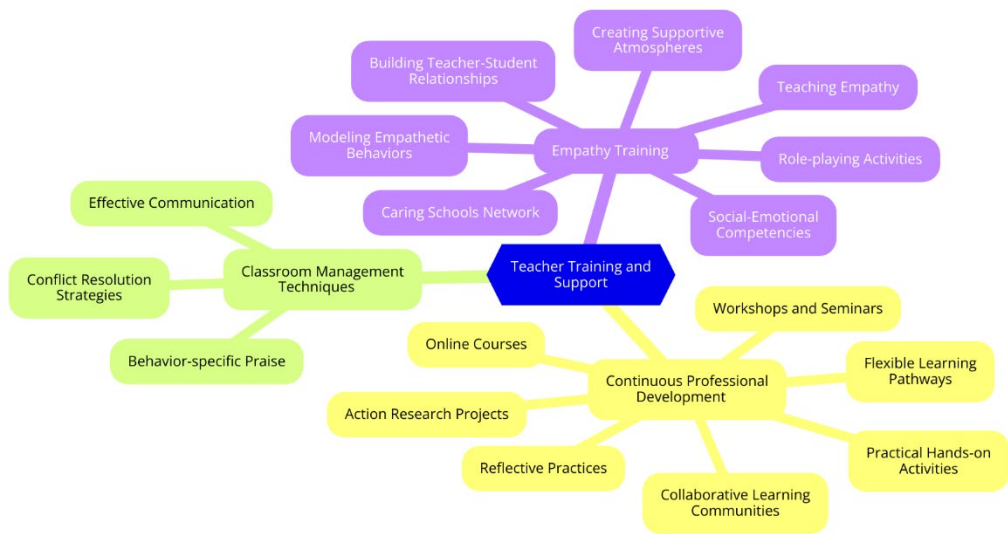 Creating Supportive
Atmospheres
Building Teacher-Student
Relationships
Teaching Empathy
Modeling Empathetic
Behaviors
Empathy Training
Role-playing Activities
Caring Schools Network
Social-Emotional
Competencies
Effective Communication
Classroom Management
Techniques
Conflict Resolution
Strategies
Behavior-specific Praise
Teacher Training and
Support
Workshops and Seminars
Online Courses
Continuous Professional
Development
Flexible Learning
Pathways
Action Research Projects
Practical Hands-on
Activities
Reflective Practices
Collaborative Learning
Communities